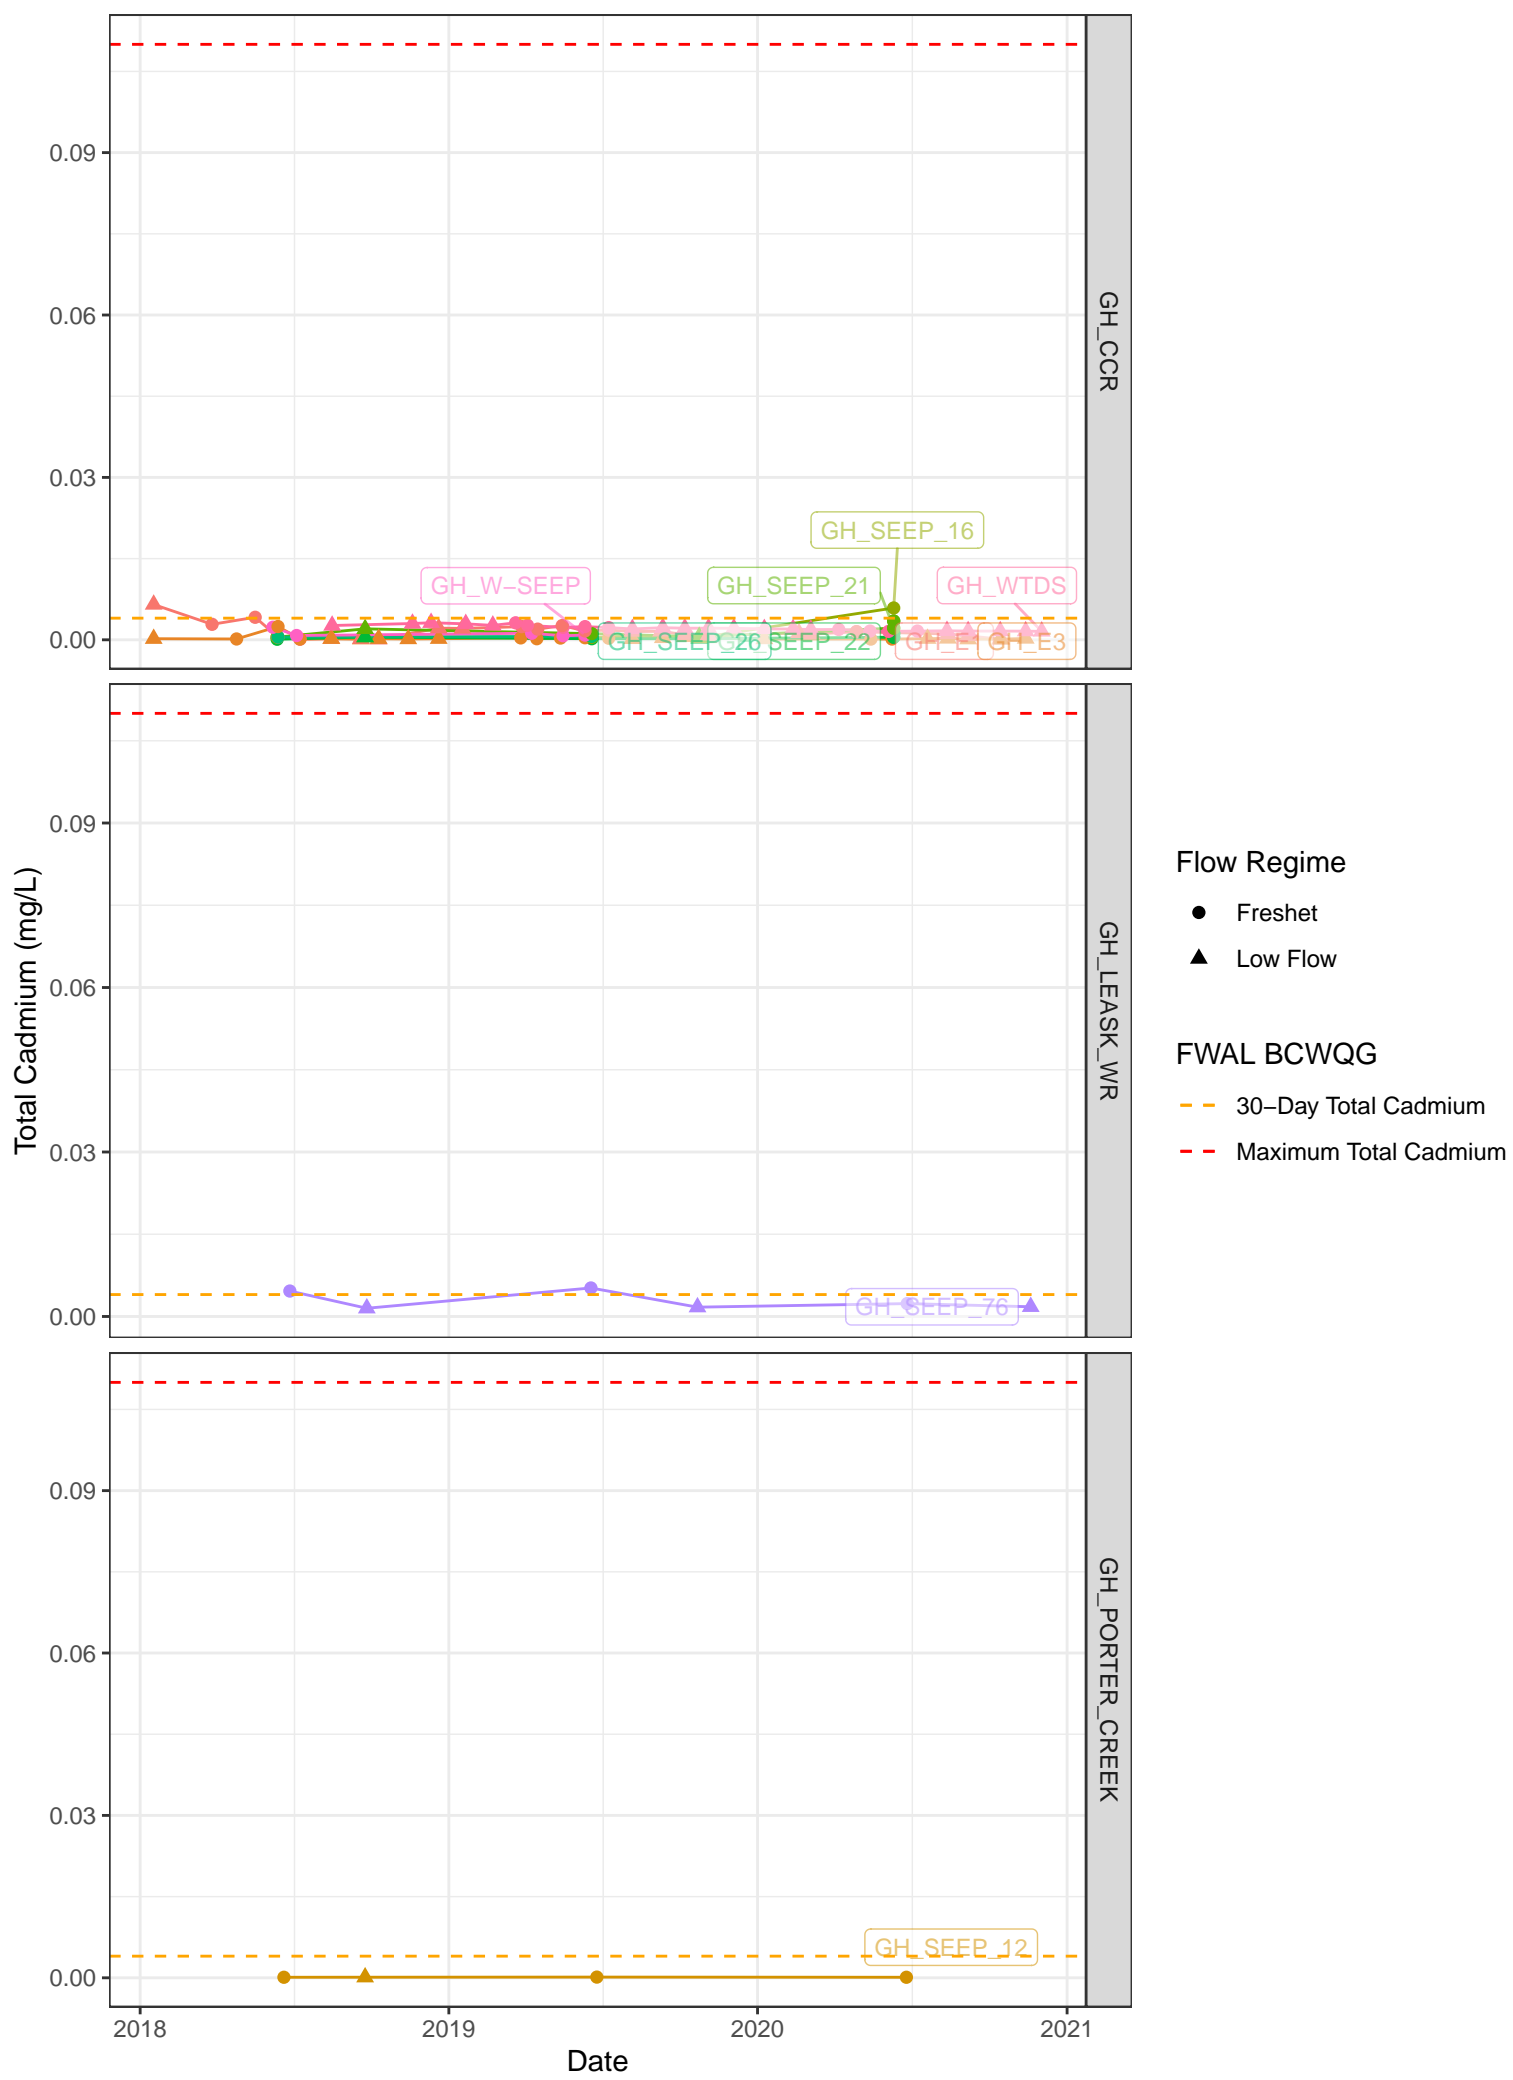 0.09
0.06
0.03
0.00
GH_SEEP_16
GH_W−SEEP
GH_SEEP_21
GH_WTDS
GH_SEEP_26
GH_SEEP_22
GH_E1
GH_E3
GH_CCR
0.09
0.06
0.03
0.00
GH_SEEP_76
GH_LEASK_WR
Total Cadmium (mg/L)
0.09
0.06
0.03
0.00
GH_SEEP_12
GH_PORTER_CREEK
2018
2019
2020
2021
Date
Flow Regime
Freshet
Low Flow
FWAL BCWQG
30−Day Total Cadmium
Maximum Total Cadmium